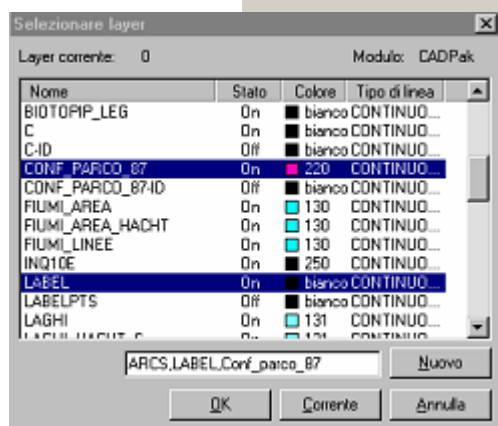 Selezionare layer
Layer corrente: 0 Modulo: CADPak
Nome Stato Colore Tipo di linea
BIOTOPIP_LEG On bianco CONTINUO...
C On bianco CONTINUO...
C-ID Off bianco CONTINUO...
CONF_PARCO_87 On 220 CONTINUO...
CONF_PARCO_87-ID Off bianco CONTINUO...
FIUMI_AREA On 130 CONTINUO...
FIUMI_AREA_HACHT On 130 CONTINUO...
FIUMI_LINEE On 130 CONTINUO...
INQ10E On 250 CONTINUO...
LABEL On bianco CONTINUO...
LABELPTS Off bianco CONTINUO...
LAGHI On 131 CONTINUO...
ARCS,LABEL,Conf_parco_87 Nuovo
OK Corrente Annulla